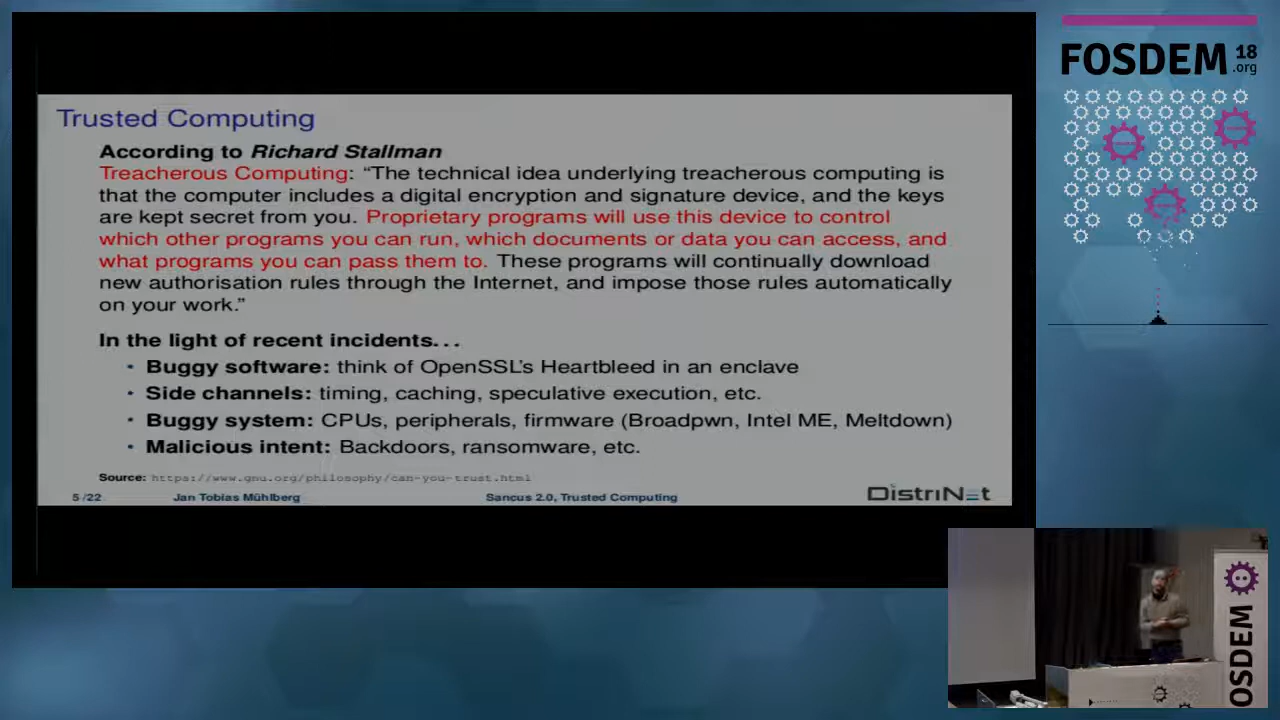 FOSDEM 18
.org
Trusted Computing
According to Richard Stallman
Treacherous Computing: “The technical idea underlying treacherous computing is
that the computer includes a digital encryption and signature device, and the keys
are kept secret from you. Proprietary programs will use this device to control
which other programs you can run, which documents or data you can access, and
what programs you can pass them to. These programs will continually download
new authorisation rules through the Internet, and impose those rules automatically
on your work.”
In the light of recent incidents...
• Buggy software: think of OpenSSL’s Heartbleed in an enclave
• Side channels: timing, caching, speculative execution, etc.
• Buggy system: CPUs, peripherals, firmware (Broadpwn, Intel ME, Meltdown)
• Malicious intent: Backdoors, ransomware, etc.
Source: https://www.gnu.org/philosophy/can-you-trust.html
5 /22 Jan Tobias Mühlberg Sancus 2.0, Trusted Computing DistriNet
OSDEM